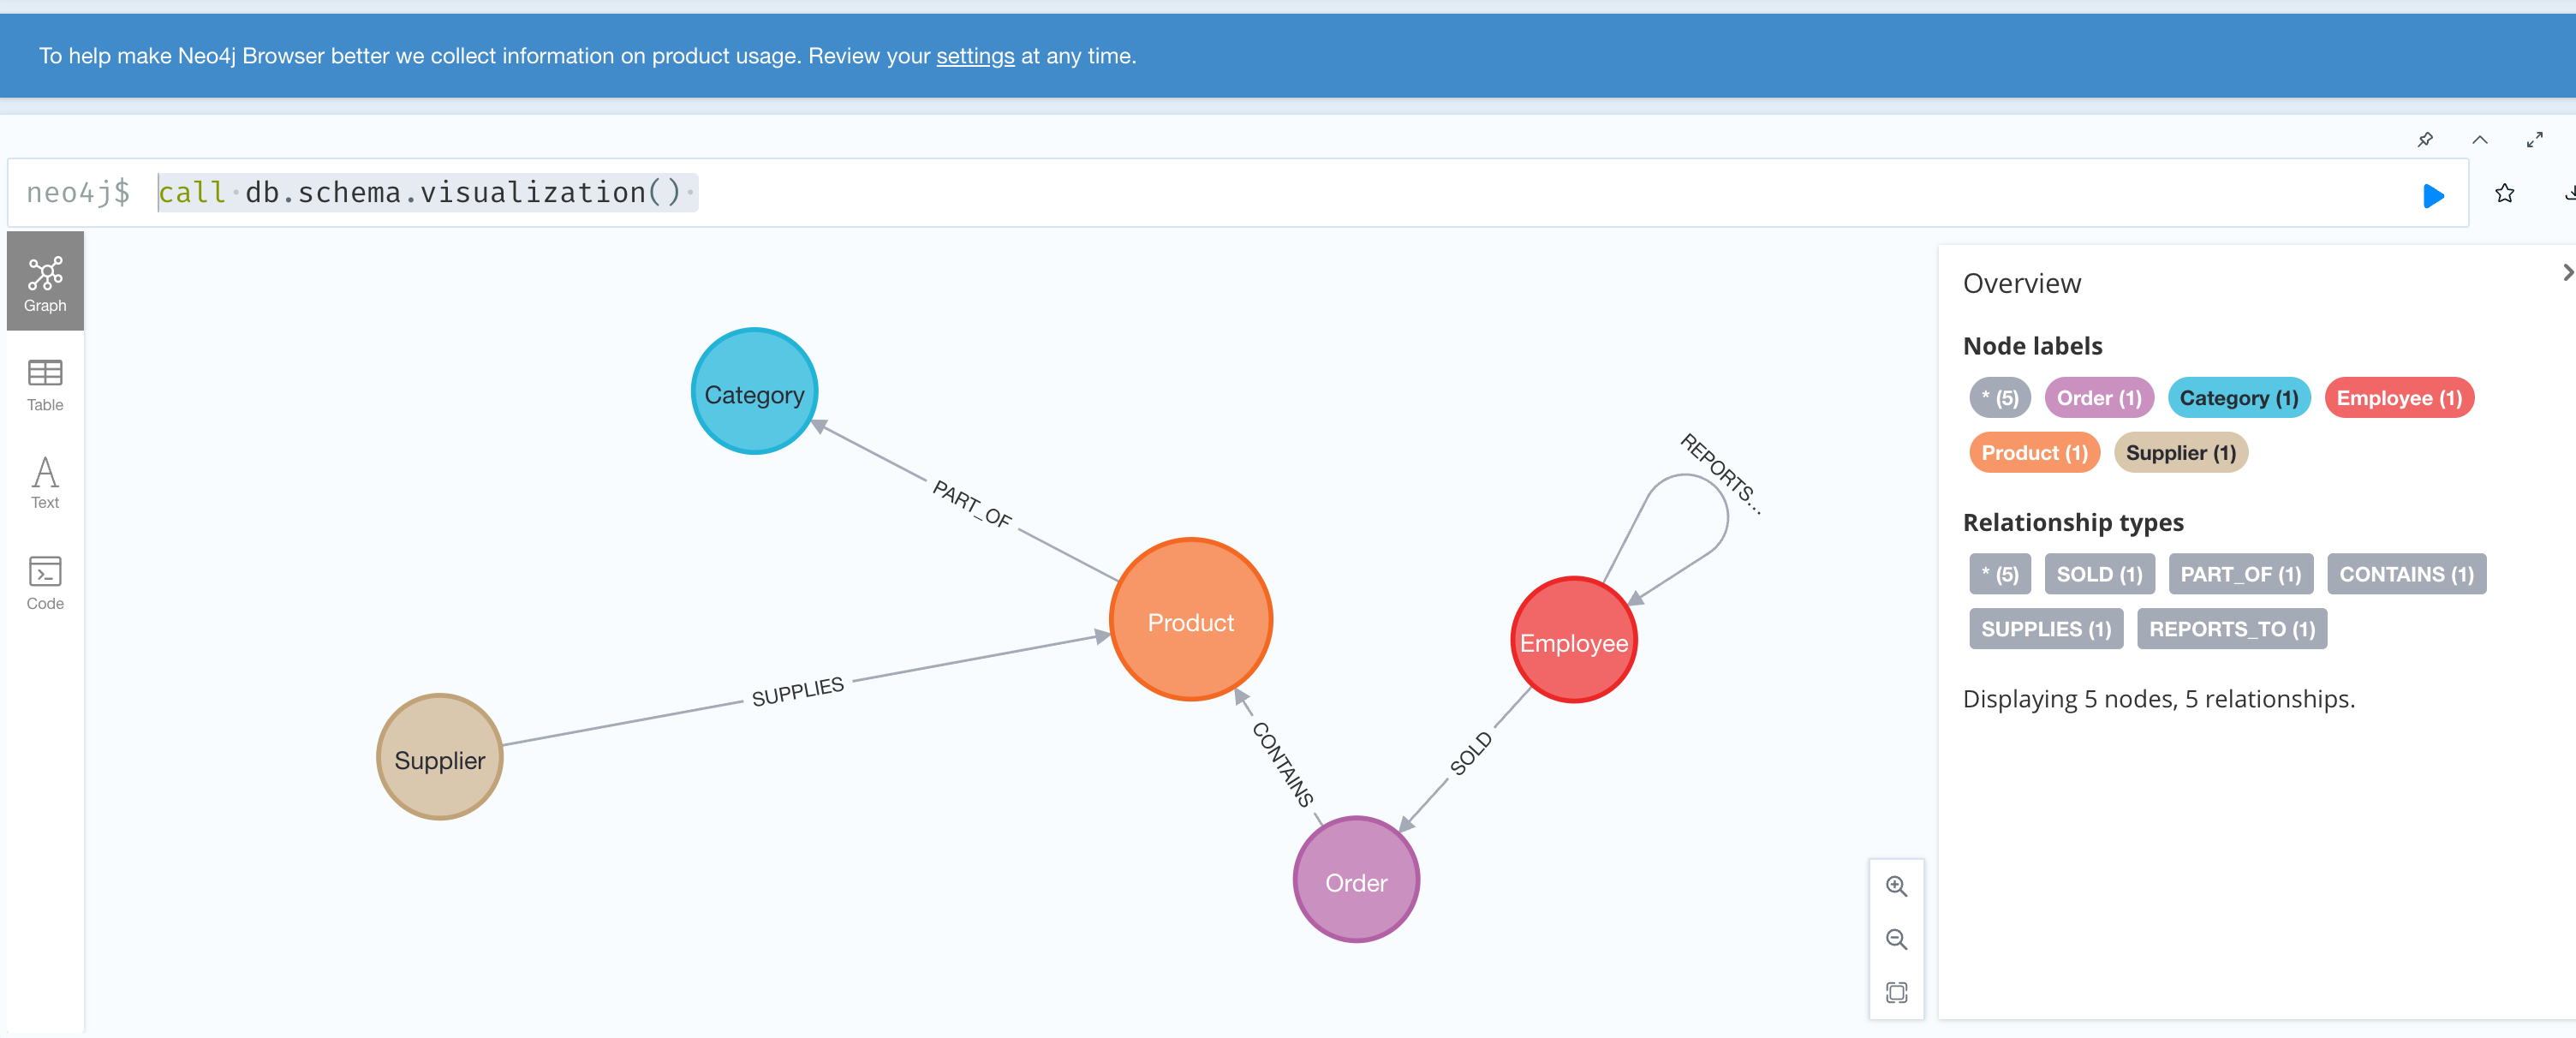 To help make Neo4j Browser better we collect information on product usage. Review your settings at any time.
neo4j$ call db.schema.visualization()
Graph
Table
Text
Code
Category
PART_OF
Product
SUPPLIES
Supplier
CONTAINS
Order
SOLD
Employee
REPORTS...
Overview
Node labels
* (5) Order (1) Category (1) Employee (1)
Product (1) Supplier (1)
Relationship types
* (5) SOLD (1) PART_OF (1) CONTAINS (1)
SUPPLIES (1) REPORTS_TO (1)
Displaying 5 nodes, 5 relationships.